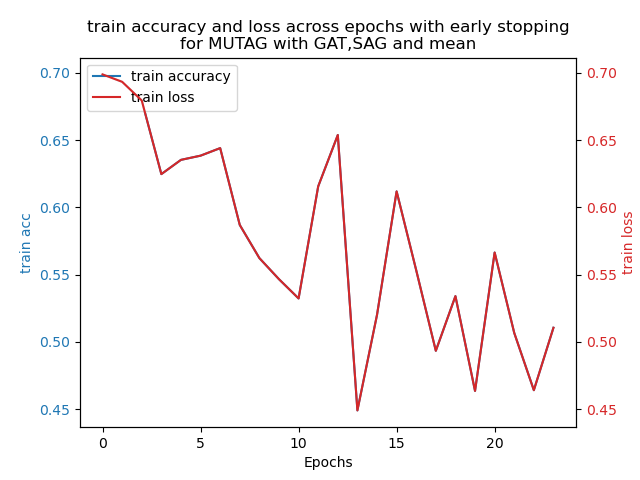 train accuracy and loss across epochs with early stopping
for MUTAG with GAT,SAG and mean
train accuracy
train loss
0.70
0.65
0.60
0.55
0.50
0.45
train acc
0.70
0.65
0.60
0.55
0.50
0.45
train loss
0
5
10
15
20
Epochs